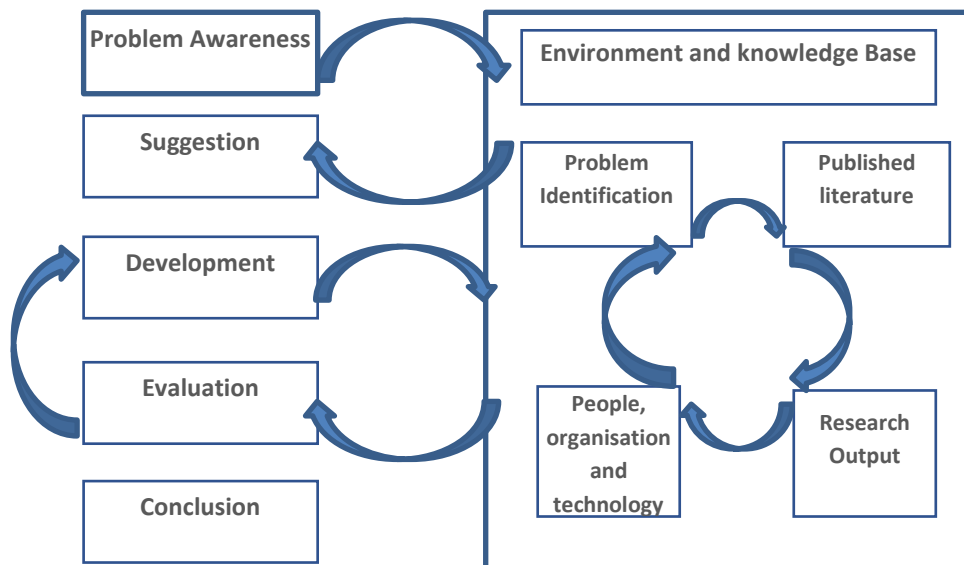 Problem Awareness
Environment and knowledge Base
Suggestion
Problem
Identification
Published
literature
Development
Evaluation
People,
organisation
and
technology
Research
Output
Conclusion